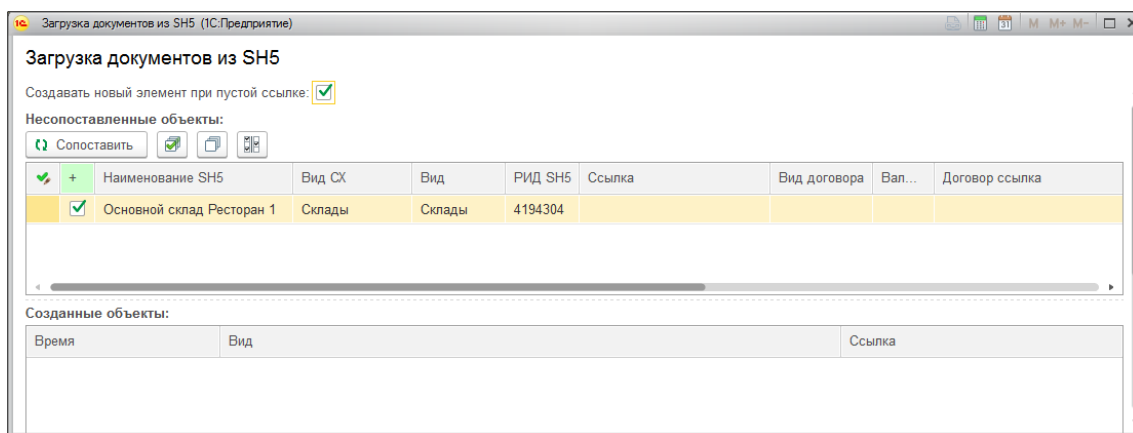 1С Загрузка документов из SH5 (1С:Предприятие) 31 M M+ M-
Загрузка документов из SH5
Создавать новый элемент при пустой ссылке:
Несопоставленные объекты:
Сопоставить
+ Наименование SH5 Вид СХ Вид РИД SH5 Ссылка Вид договора Вал... Договор ссылка
Основной склад Ресторан 1 Склады Склады 4194304
Созданные объекты:
Время Вид Ссылка